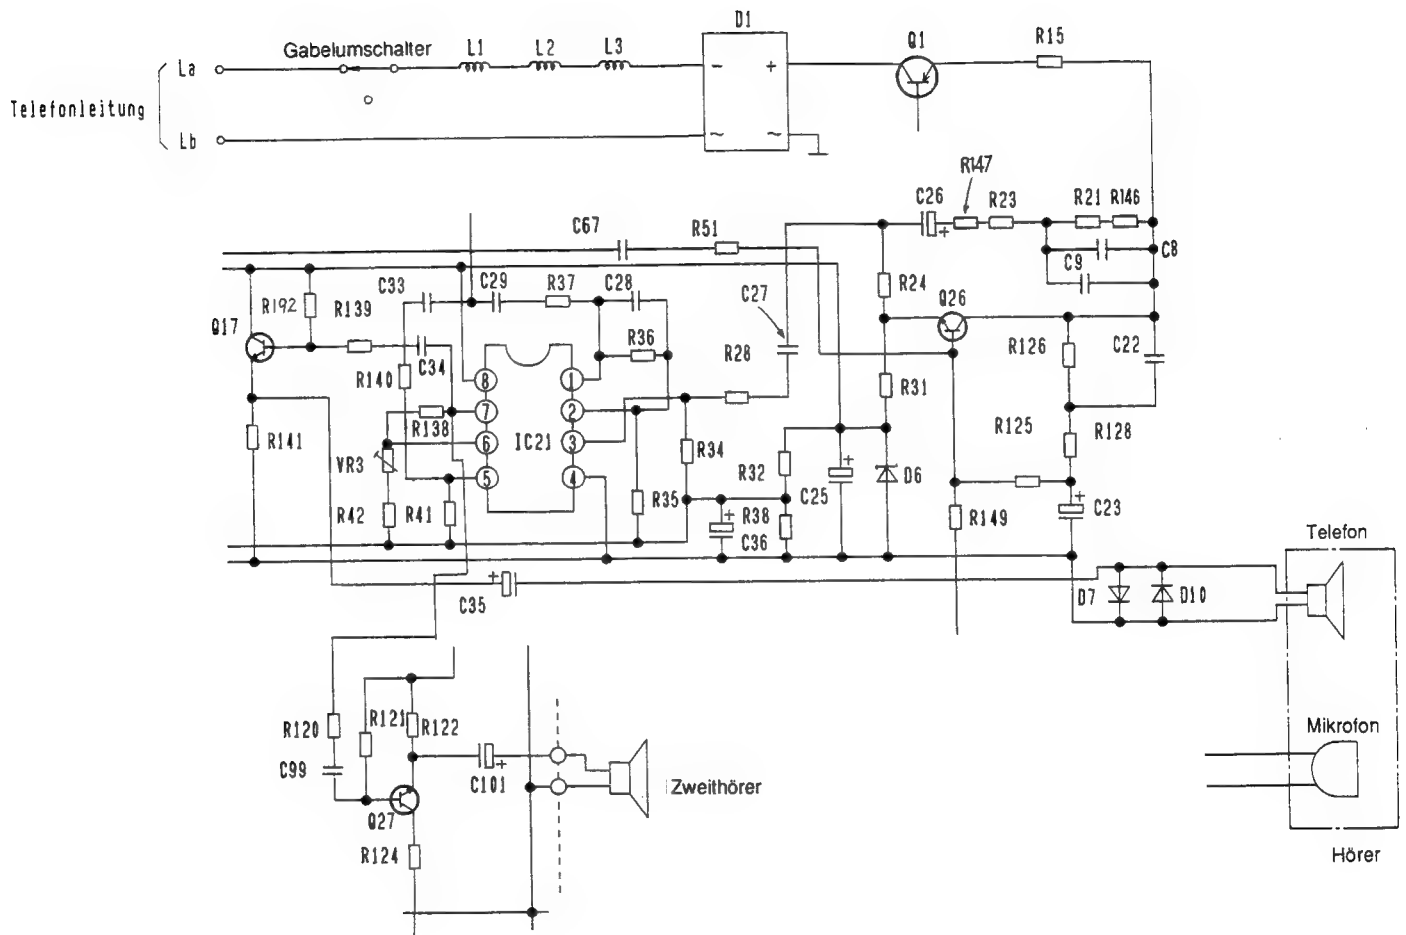 D1
Q1
R15
Gabelumschalter L1 L2 L3
La
− +
Telefonleitung
Lb
~ ~
R147
C26 R23 R21 R146
+
C67 R51
C8
C9
R24
C33 C29 R37 C28
C27
Q26
R192 R139
Q17
R36
R126 C22
R28
C34
R140
8 1
R31
7 2
R138
R125 R128
R141
6 IC21 3
R34
VR3
+
R32 D6
5 4
C25
R35
+
R42 R41
+
R38
R149 C23
C36
Telefon
+
C35
D7 D10
R121
R120 R122
Mikrofon
C99
+
C101
Zweithörer
Q27
R124
Hörer